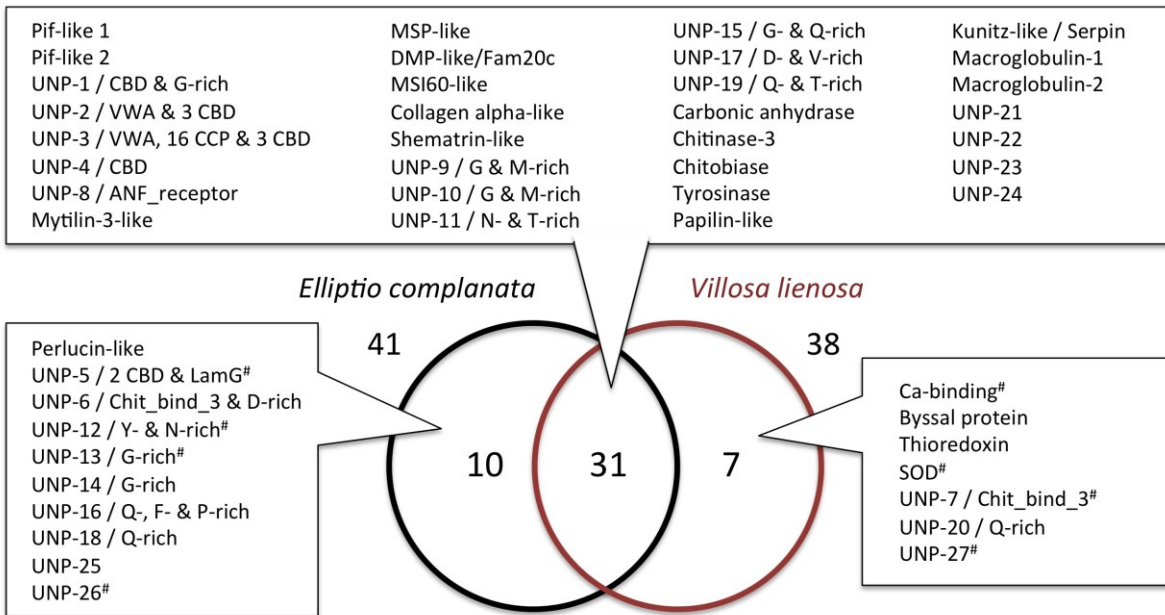 Pif-like 1
Pif-like 2
UNP-1 / CBD & G-rich
UNP-2 / VWA & 3 CBD
UNP-3 / VWA, 16 CCP & 3 CBD
UNP-4 / CBD
UNP-8 / ANF_receptor
Mytilin-3-like
MSP-like
DMP-like/Fam20c
MSI60-like
Collagen alpha-like
Shematrin-like
UNP-9 / G & M-rich
UNP-10 / G & M-rich
UNP-11 / N- & T-rich
UNP-15 / G- & Q-rich
UNP-17 / D- & V-rich
UNP-19 / Q- & T-rich
Carbonic anhydrase
Chitinase-3
Chitobiase
Tyrosinase
Papilin-like
Kunitz-like / Serpin
Macroglobulin-1
Macroglobulin-2
UNP-21
UNP-22
UNP-23
UNP-24
Elliptio complanata
Villosa lienosa
41
38
Perlucin-like
UNP-5 / 2 CBD & LamG#
UNP-6 / Chit_bind_3 & D-rich
UNP-12 / Y- & N-rich#
UNP-13 / G-rich#
UNP-14 / G-rich
UNP-16 / Q-, F- & P-rich
UNP-18 / Q-rich
UNP-25
UNP-26#
10
31
7
Ca-binding#
Byssal protein
Thioredoxin
SOD#
UNP-7 / Chit_bind_3#
UNP-20 / Q-rich
UNP-27#